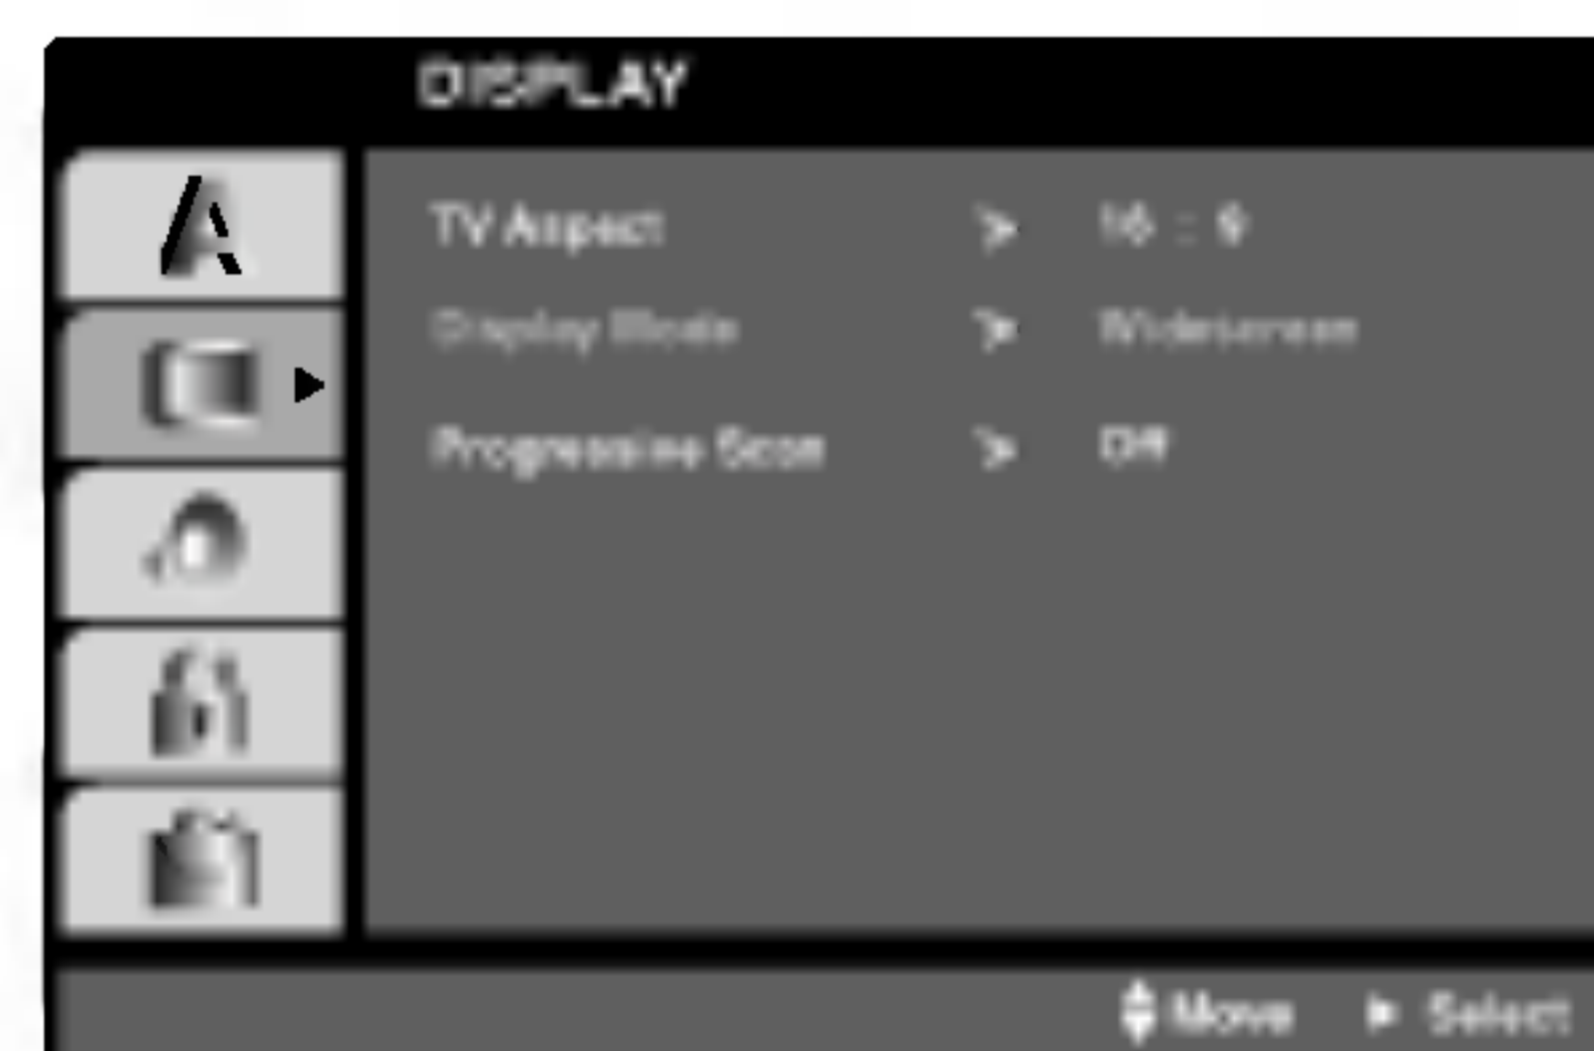 DISPLAY
TV Aspect > 16 : 9
Display Mode > Widescreen
Progressive Scan > Off
Move Select